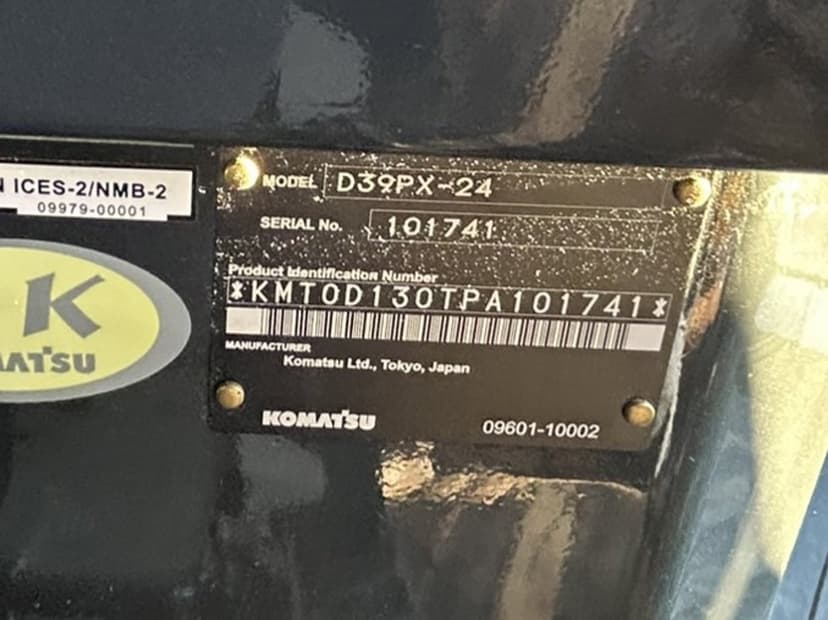 N ICES-2/NMB-2
09979-00001
K
MATSU
MODEL D39PX-24
SERIAL No. 101741
Product Identification Number
*KMT0D130TPA101741*
MANUFACTURER
Komatsu Ltd., Tokyo, Japan
KOMATSU 09601-10002